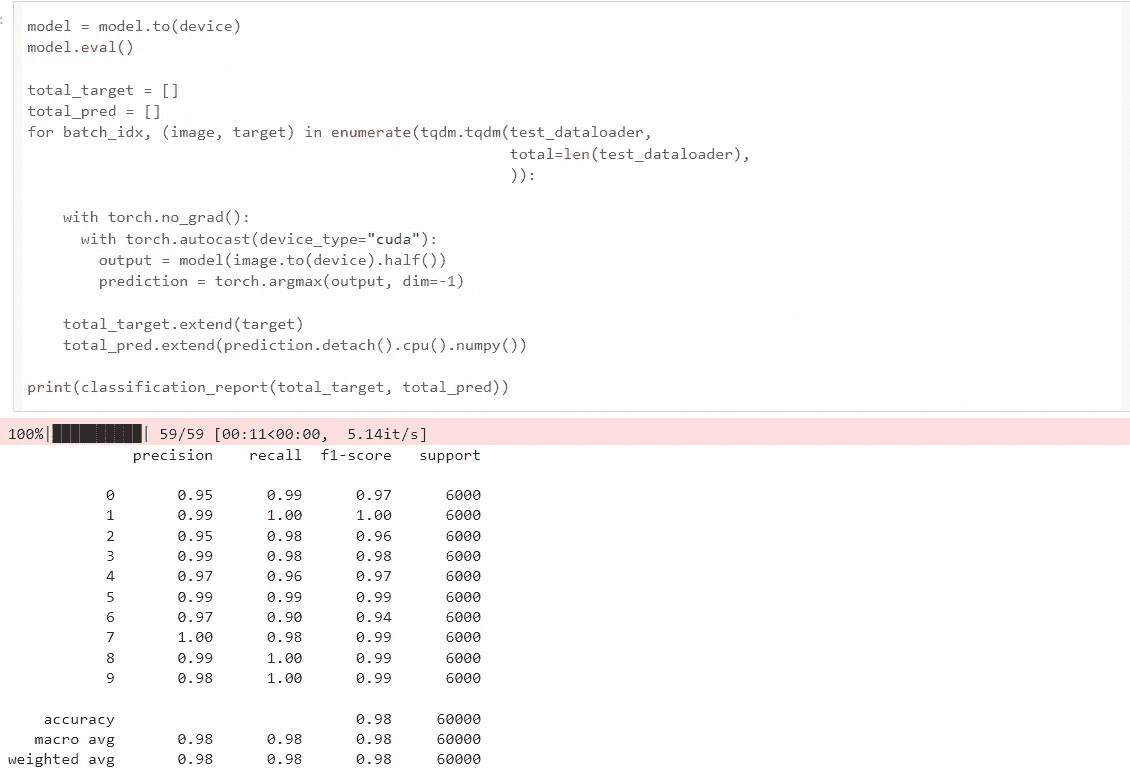 model = model.to(device)
model.eval()
total_target = []
total_pred = []
for batch_idx, (image, target) in enumerate(tqdm.tqdm(test_dataloader,
total=len(test_dataloader),
)):
with torch.no_grad():
with torch.autocast(device_type="cuda"):
output = model(image.to(device).half())
prediction = torch.argmax(output, dim=-1)
total_target.extend(target)
total_pred.extend(prediction.detach().cpu().numpy())
print(classification_report(total_target, total_pred))
100%|██████████| 59/59 [00:11<00:00,  5.14it/s]
precision recall f1-score support
0 0.95 0.99 0.97 6000
1 0.99 1.00 1.00 6000
2 0.95 0.98 0.96 6000
3 0.99 0.98 0.98 6000
4 0.97 0.96 0.97 6000
5 0.99 0.99 0.99 6000
6 0.97 0.90 0.94 6000
7 1.00 0.98 0.99 6000
8 0.99 1.00 0.99 6000
9 0.98 1.00 0.99 6000
accuracy 0.98 60000
macro avg 0.98 0.98 0.98 60000
weighted avg 0.98 0.98 0.98 60000